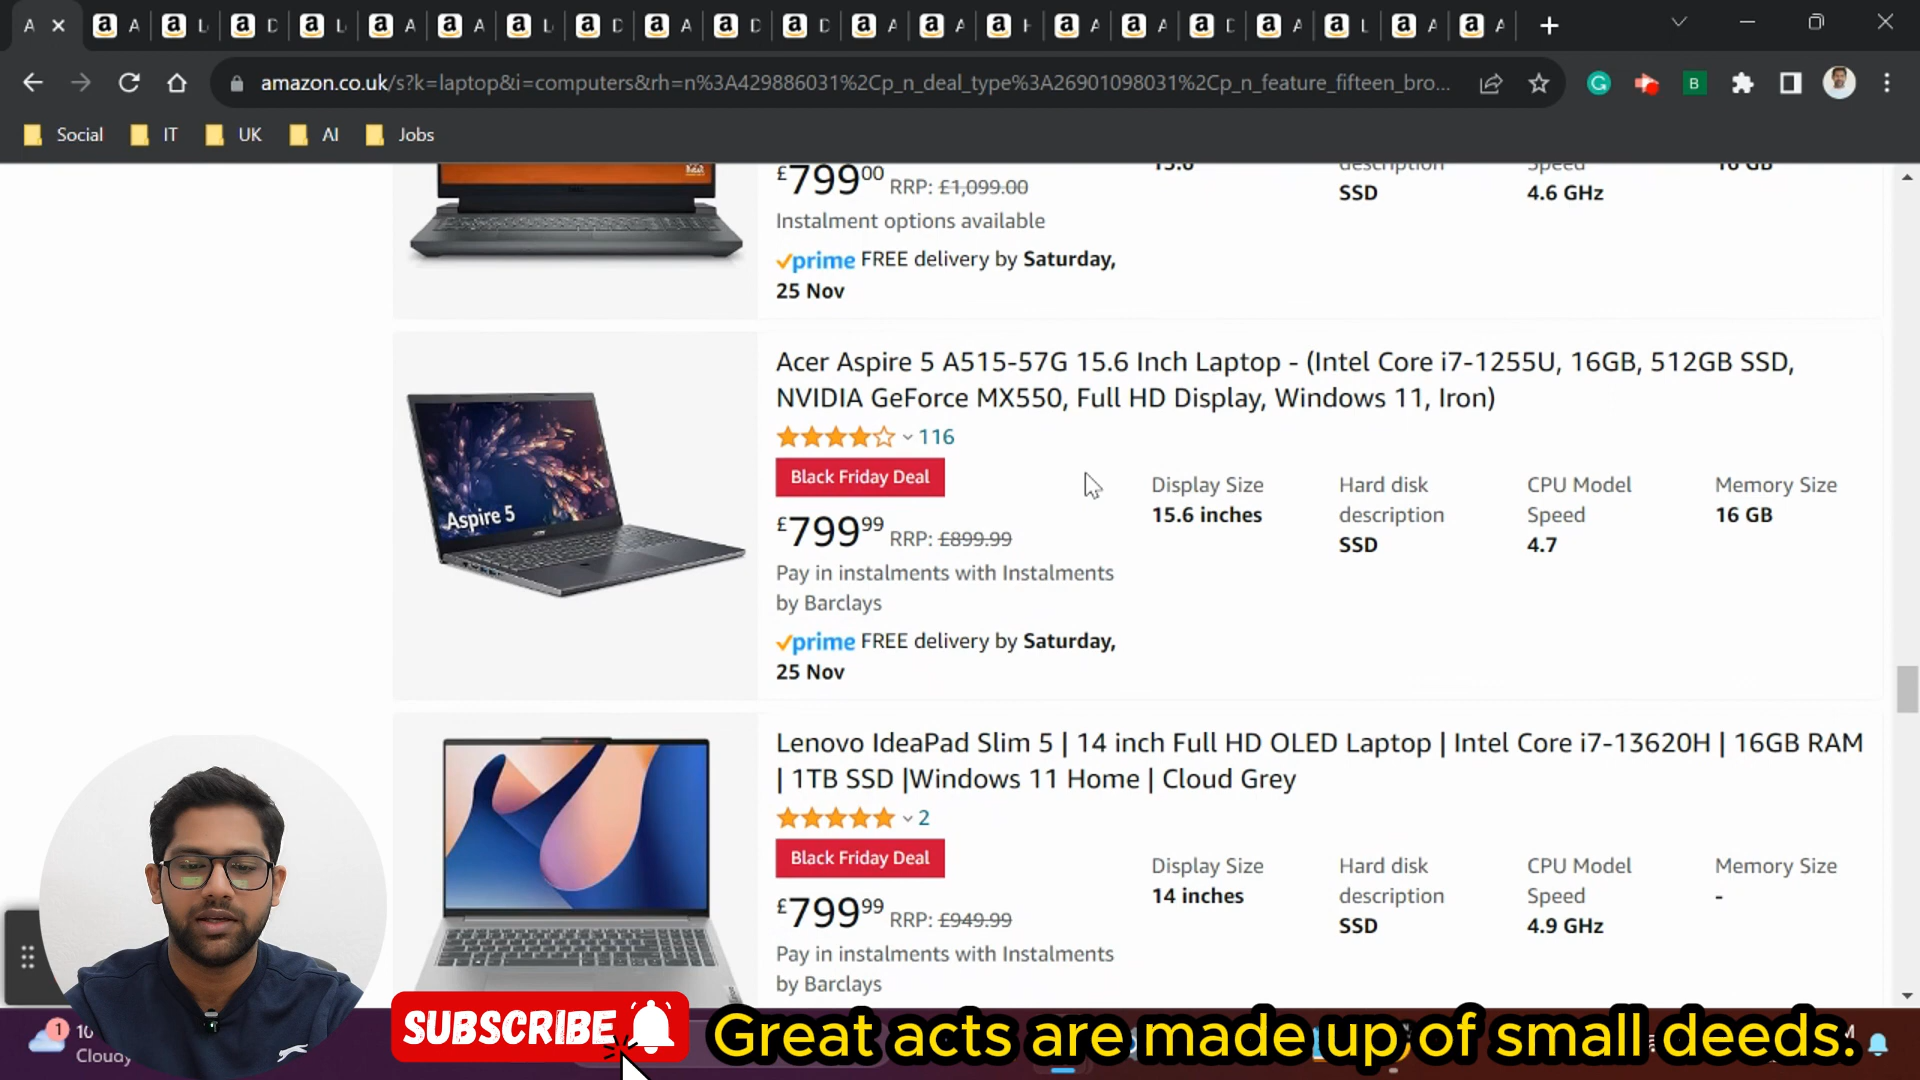 amazon.co.uk/s?k=laptop&i=computers&rh=n%3A429886031%2Cp_n_deal_type%3A26901098031%2Cp_n_feature_fifteen_bro...
Social IT UK AI Jobs
£799.00 RRP: £1,099.00
SSD
4.6 GHz
Instalment options available
prime FREE delivery by Saturday,
25 Nov
Acer Aspire 5 A515-57G 15.6 Inch Laptop - (Intel Core i7-1255U, 16GB, 512GB SSD,
NVIDIA GeForce MX550, Full HD Display, Windows 11, Iron)
116
Black Friday Deal
£799.99 RRP: £899.99
Pay in instalments with Instalments
by Barclays
prime FREE delivery by Saturday,
25 Nov
Display Size
15.6 inches
Hard disk
description
SSD
CPU Model
Speed
4.7
Memory Size
16 GB
Aspire 5
Lenovo IdeaPad Slim 5 | 14 inch Full HD OLED Laptop | Intel Core i7-13620H | 16GB RAM
| 1TB SSD |Windows 11 Home | Cloud Grey
2
Black Friday Deal
£799.99 RRP: £949.99
Pay in instalments with Instalments
by Barclays
Display Size
14 inches
Hard disk
description
SSD
CPU Model
Speed
4.9 GHz
Memory Size
-
SUBSCRIBE
Great acts are made up of small deeds.
1
Cloudy